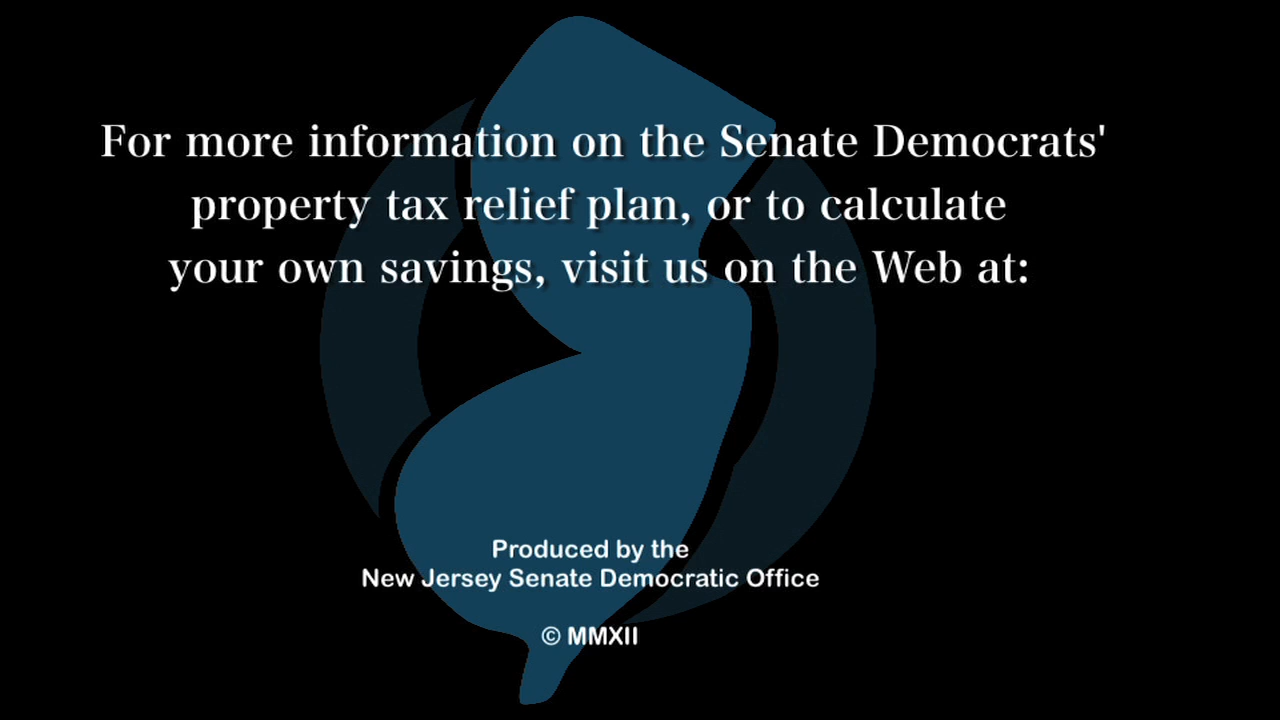 For more information on the Senate Democrats'
property tax relief plan, or to calculate
your own savings, visit us on the Web at:
Produced by the
New Jersey Senate Democratic Office
© MMXII